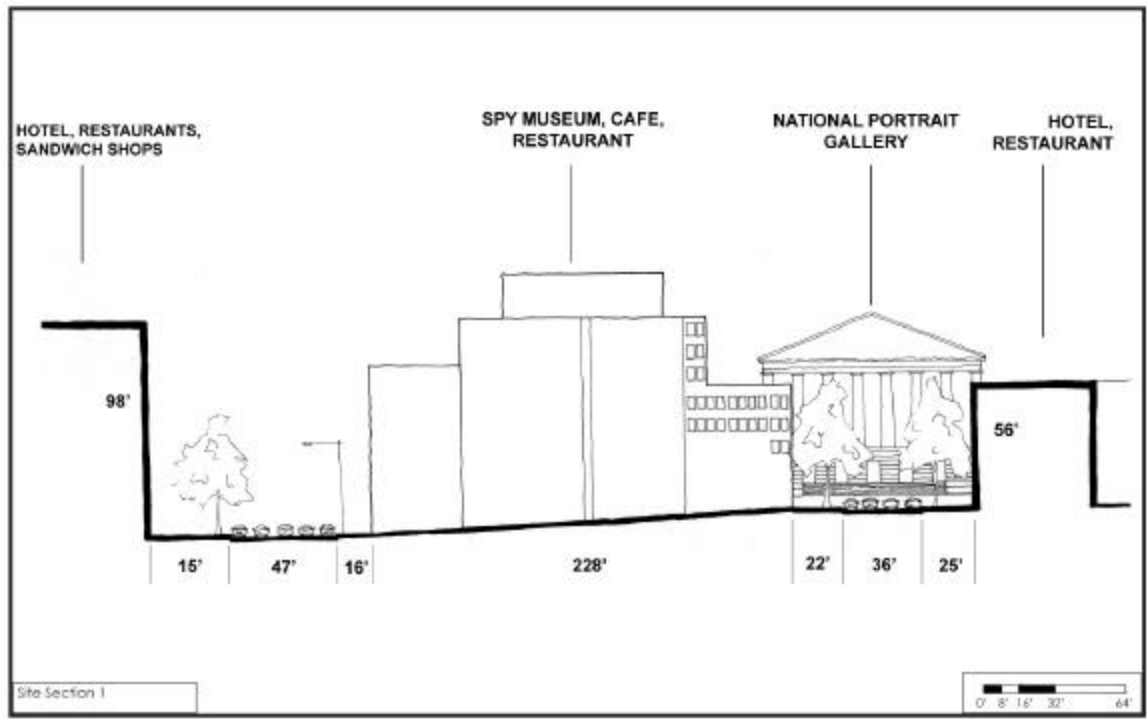 HOTEL, RESTAURANTS,
SANDWICH SHOPS
SPY MUSEUM, CAFE,
RESTAURANT
NATIONAL PORTRAIT
GALLERY
HOTEL,
RESTAURANT
98'
56'
15'
47'
16'
228'
22'
36'
25'
Site Section 1
0' 8' 16' 32' 64'